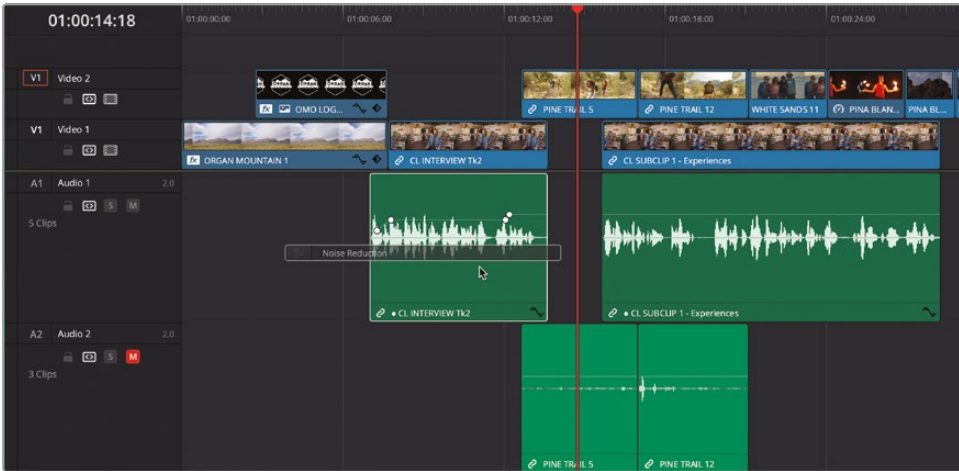 01:00:14:18
01:00:00:00
01:00:06:00
01:00:12:00
01:00:18:00
01:00:24:00
V1 Video 2
fx OMO LOG...
PINE TRAIL 5
PINE TRAIL 12
WHITE SANDS 11
PINA BLAN...
PINA BL...
V1 Video 1
fx ORGAN MOUNTAIN 1
CL INTERVIEW Tk2
CL SUBCLIP 1 - Experiences
A1 Audio 1 2.0
S M
5 Clips
Noise Reduction
• CL INTERVIEW Tk2
• CL SUBCLIP 1 - Experiences
A2 Audio 2 2.0
S M
3 Clips
PINE TRAIL 5
PINE TRAIL 12